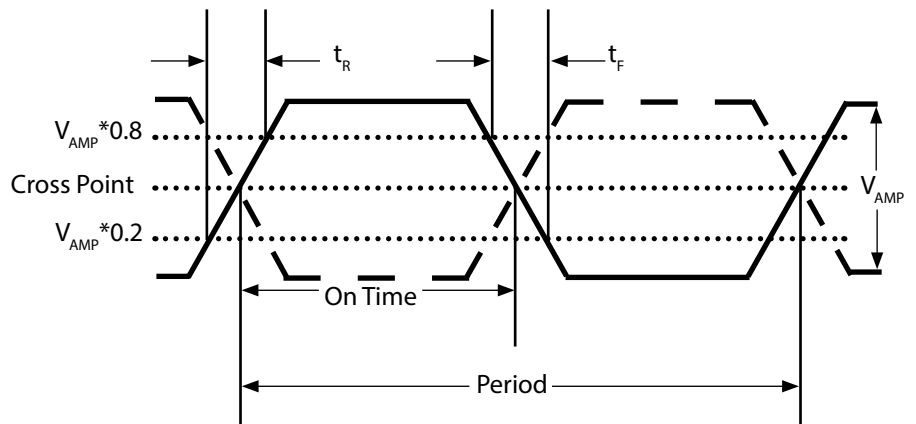 t_R
t_F
V_AMP*0.8
Cross Point
V_AMP
V_AMP*0.2
On Time
Period